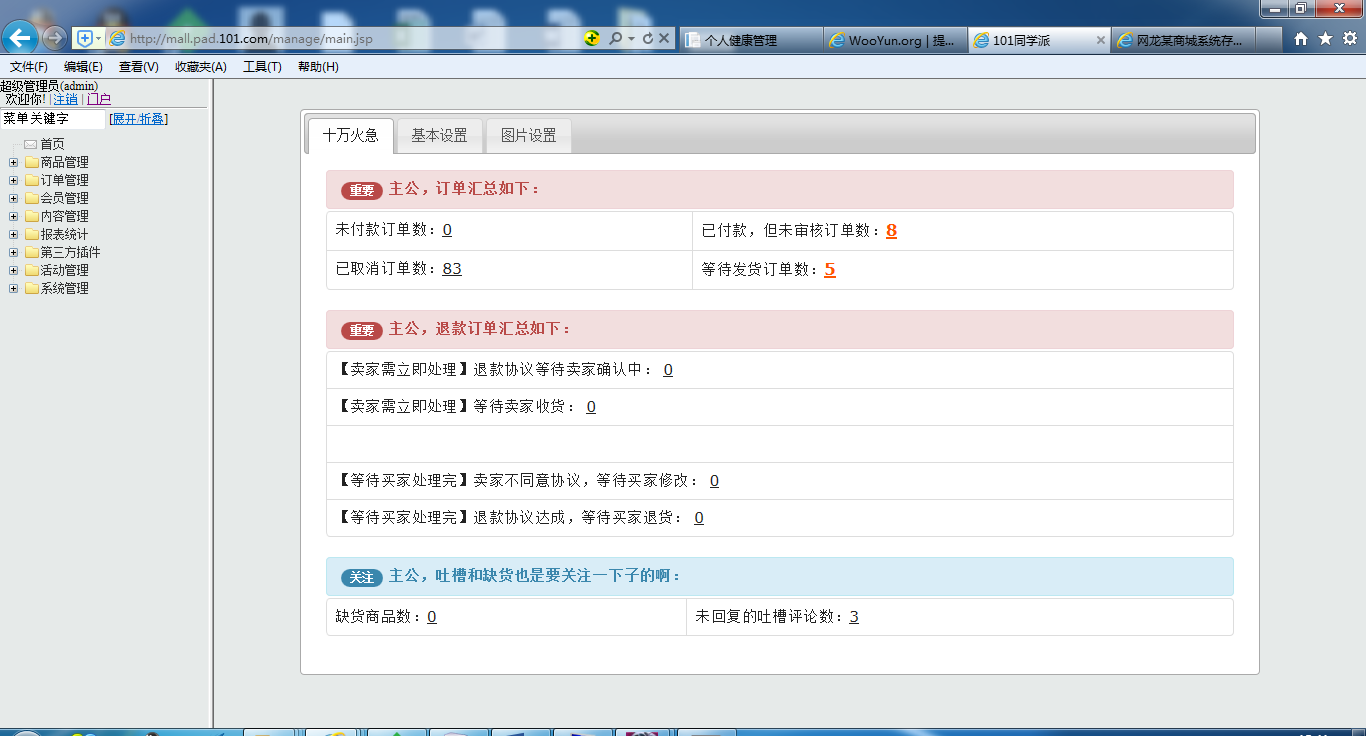 http://mall.pad.101.com/manage/main.jsp
个人健康管理
WooYun.org | 提...
101同学派
网龙某商城系统存...
文件(F) 编辑(E) 查看(V) 收藏夹(A) 工具(T) 帮助(H)
超级管理员(admin)
欢迎你! | 注销 | 门户
菜单关键字 [展开/折叠]
首页
商品管理
订单管理
会员管理
内容管理
报表统计
第三方插件
活动管理
系统管理
十万火急 基本设置 图片设置
重要 主公，订单汇总如下：
未付款订单数：0 已付款，但未审核订单数：8
已取消订单数：83 等待发货订单数：5
重要 主公，退款订单汇总如下：
【卖家需立即处理】退款协议等待卖家确认中： 0
【卖家需立即处理】等待卖家收货： 0
【等待买家处理完】卖家不同意协议，等待买家修改： 0
【等待买家处理完】退款协议达成，等待买家退货： 0
关注 主公，吐槽和缺货也是要关注一下子的啊：
缺货商品数：0 未回复的吐槽评论数：3